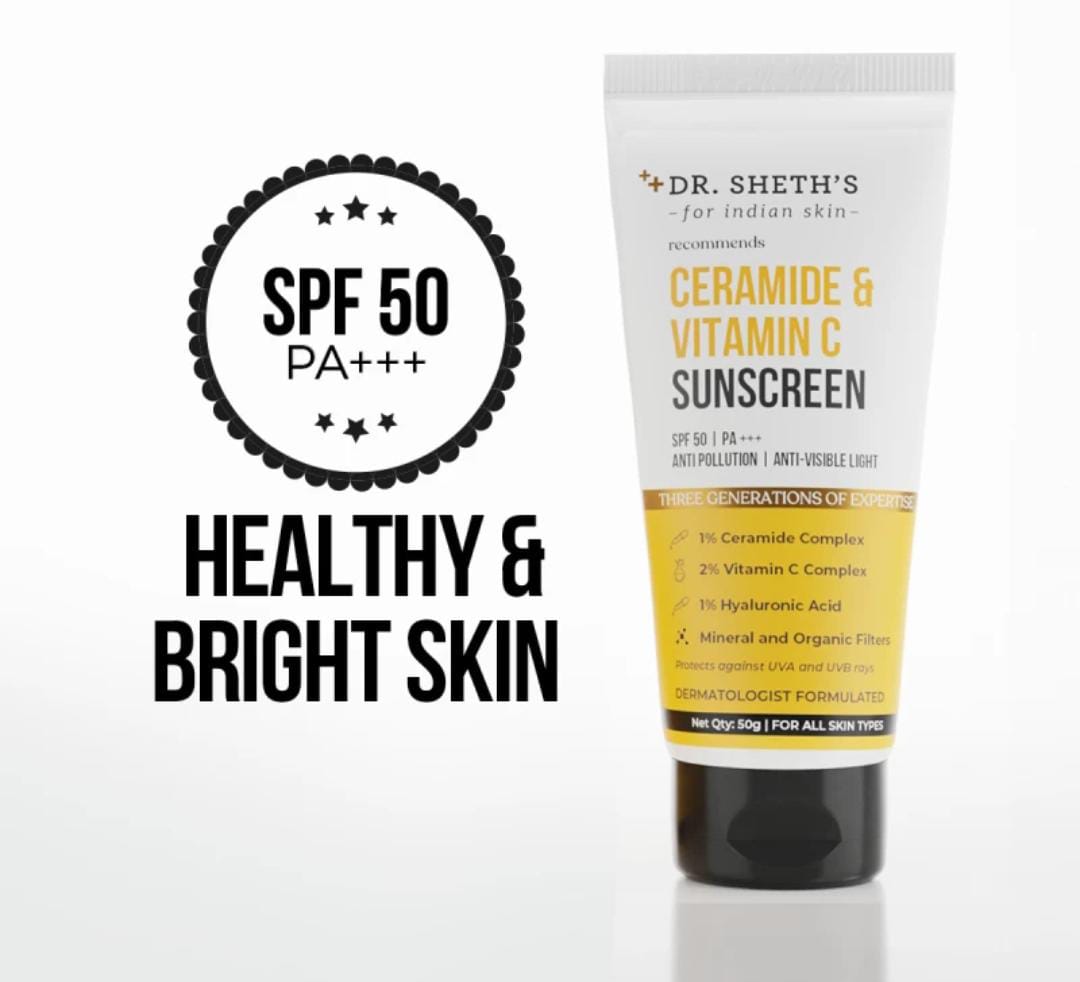 SPF 50
PA+++
HEALTHY &
BRIGHT SKIN
DR. SHETH'S
-for indian skin-
recommends
CERAMIDE &
VITAMIN C
SUNSCREEN
SPF 50 | PA +++
ANTI POLLUTION | ANTI-VISIBLE LIGHT
THREE GENERATIONS OF EXPERTISE
1% Ceramide Complex
2% Vitamin C Complex
1% Hyaluronic Acid
Mineral and Organic Filters
Protects against UVA and UVB rays
DERMATOLOGIST FORMULATED
Net Qty: 50g | FOR ALL SKIN TYPES